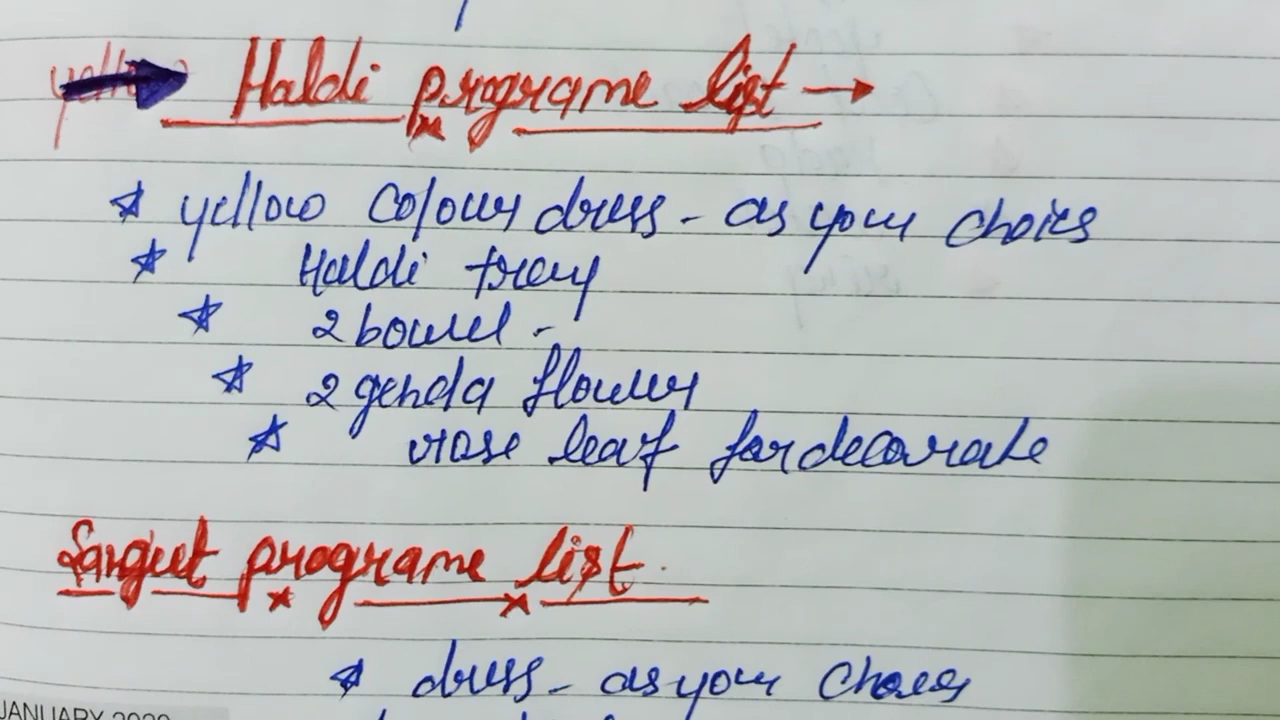 Haldi programe list →
☆ yellow colour dress - as your choice
☆ Haldi tray
☆ 2 bowel -
☆ 2 genda flower
☆ rose leaf for decorate
Sangeet programe list.
☆ dress - as your choice
JANUARY 2020